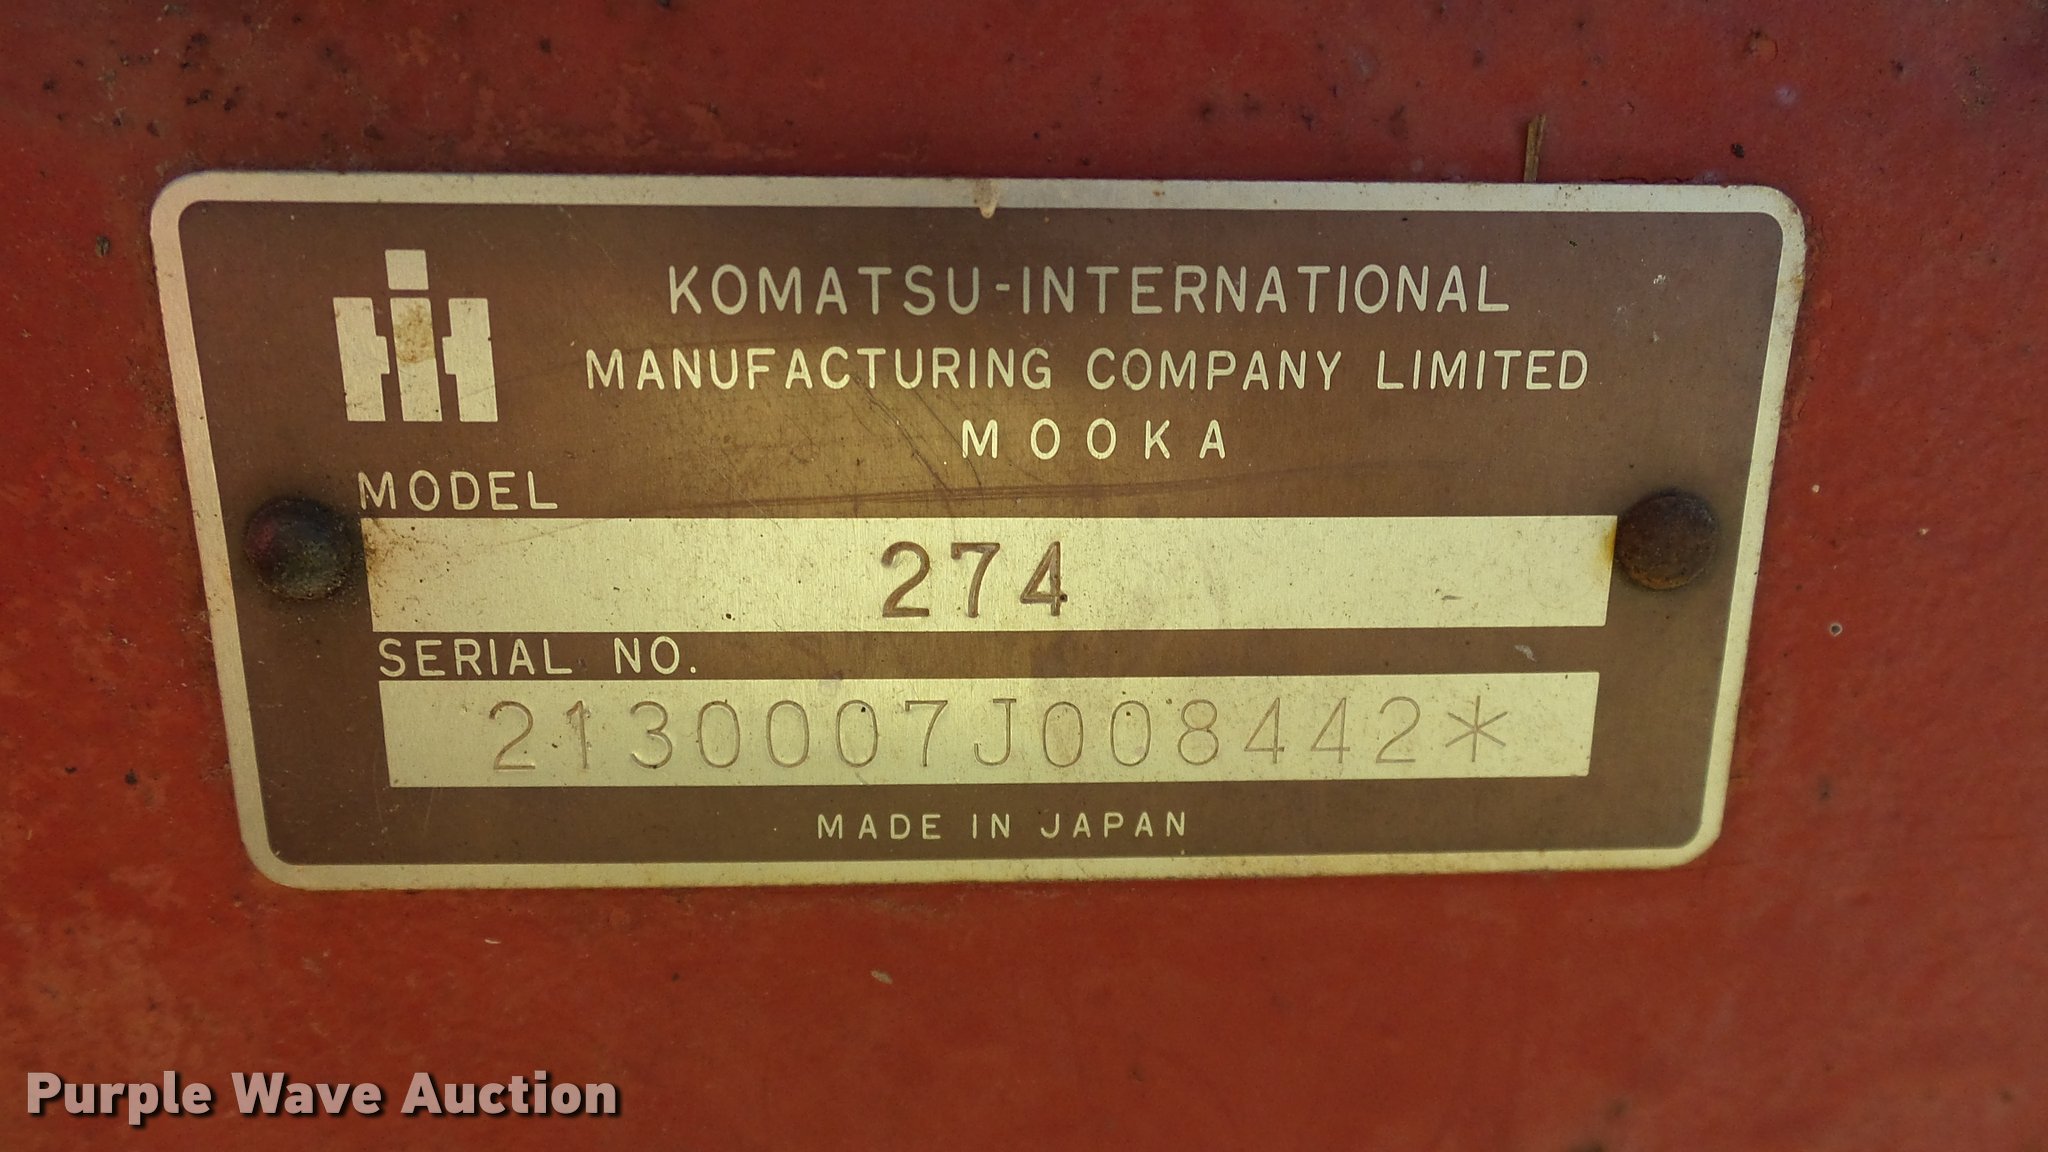 KOMATSU-INTERNATIONAL
MANUFACTURING COMPANY LIMITED
MOOKA
MODEL
274
SERIAL NO.
2130007J008442*
MADE IN JAPAN
Purple Wave Auction